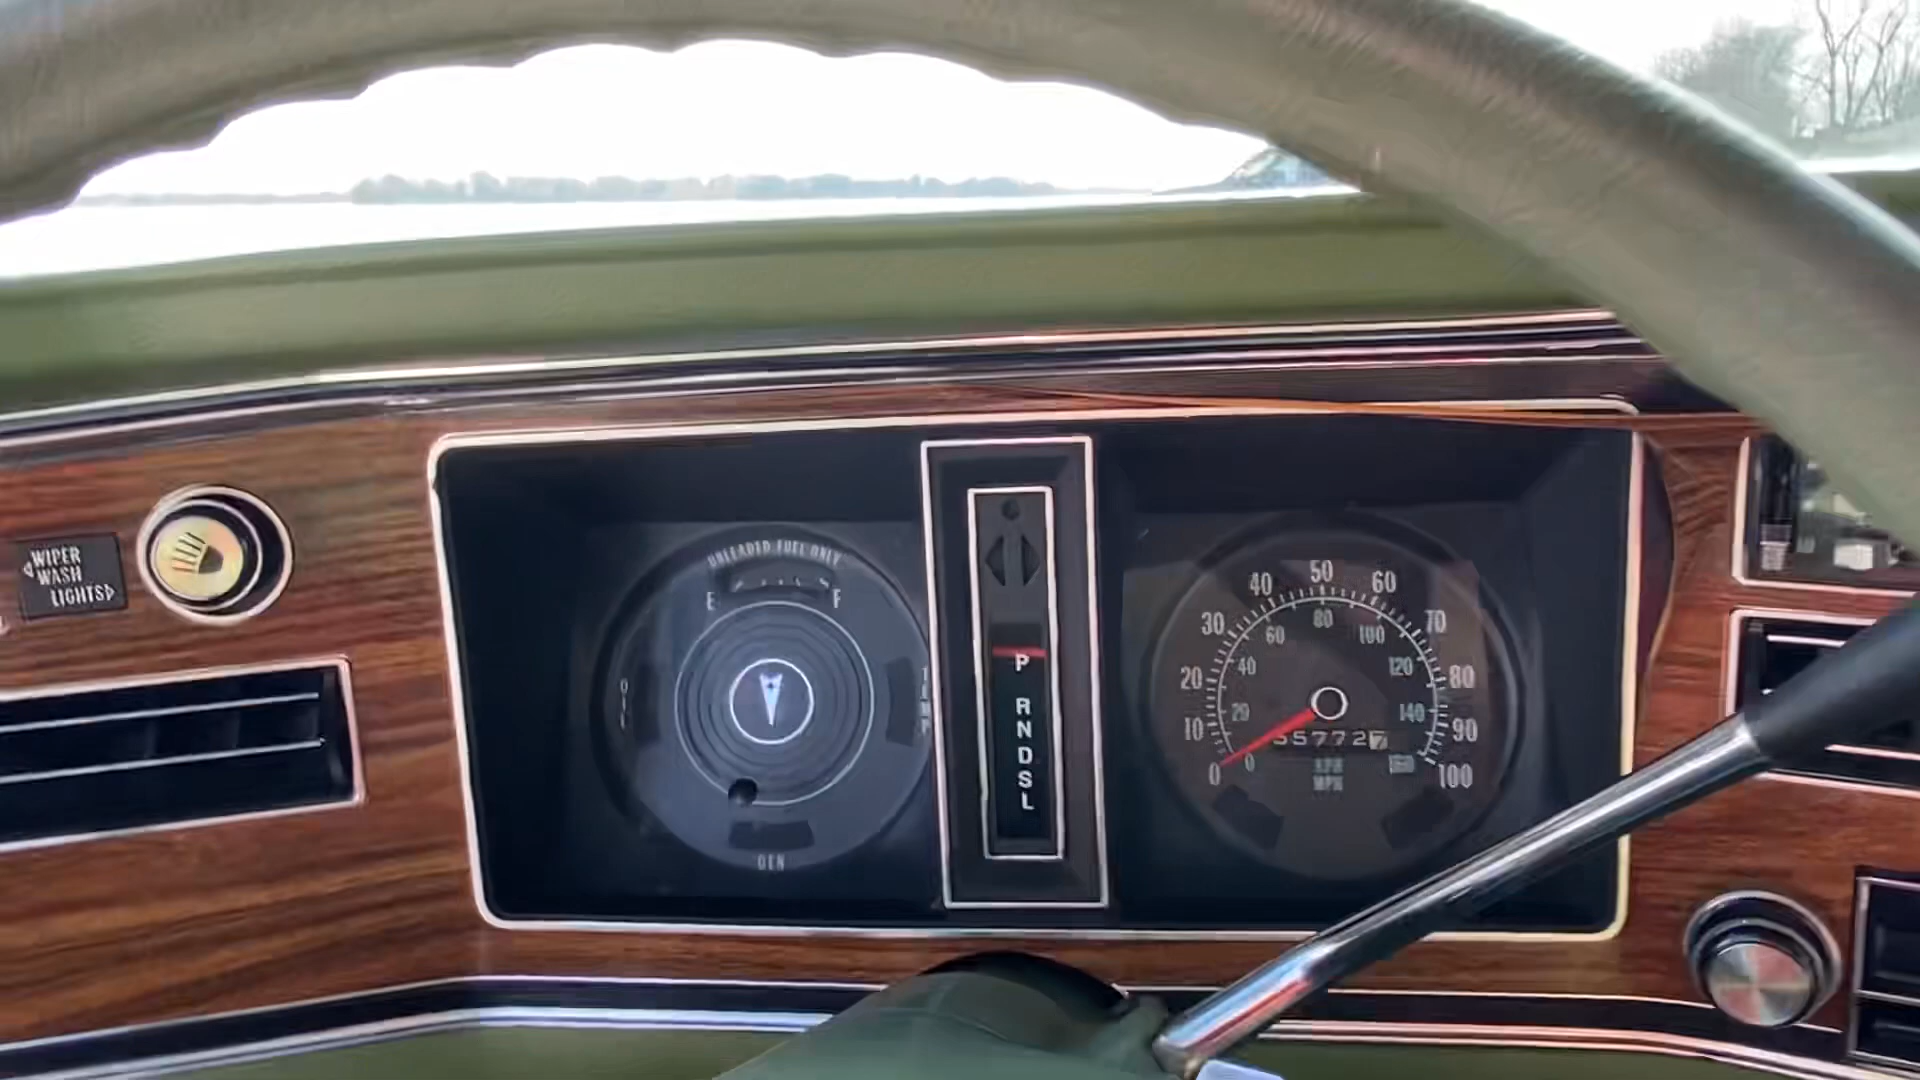 WIPER
WASH
LIGHTS
UNLEADED FUEL ONLY
E F
GEN
P
R
N
D
S
L
0 10 20 30 40 50 60 70 80 90 100
0 20 40 60 80 100 120 140 160
KPH
MPH